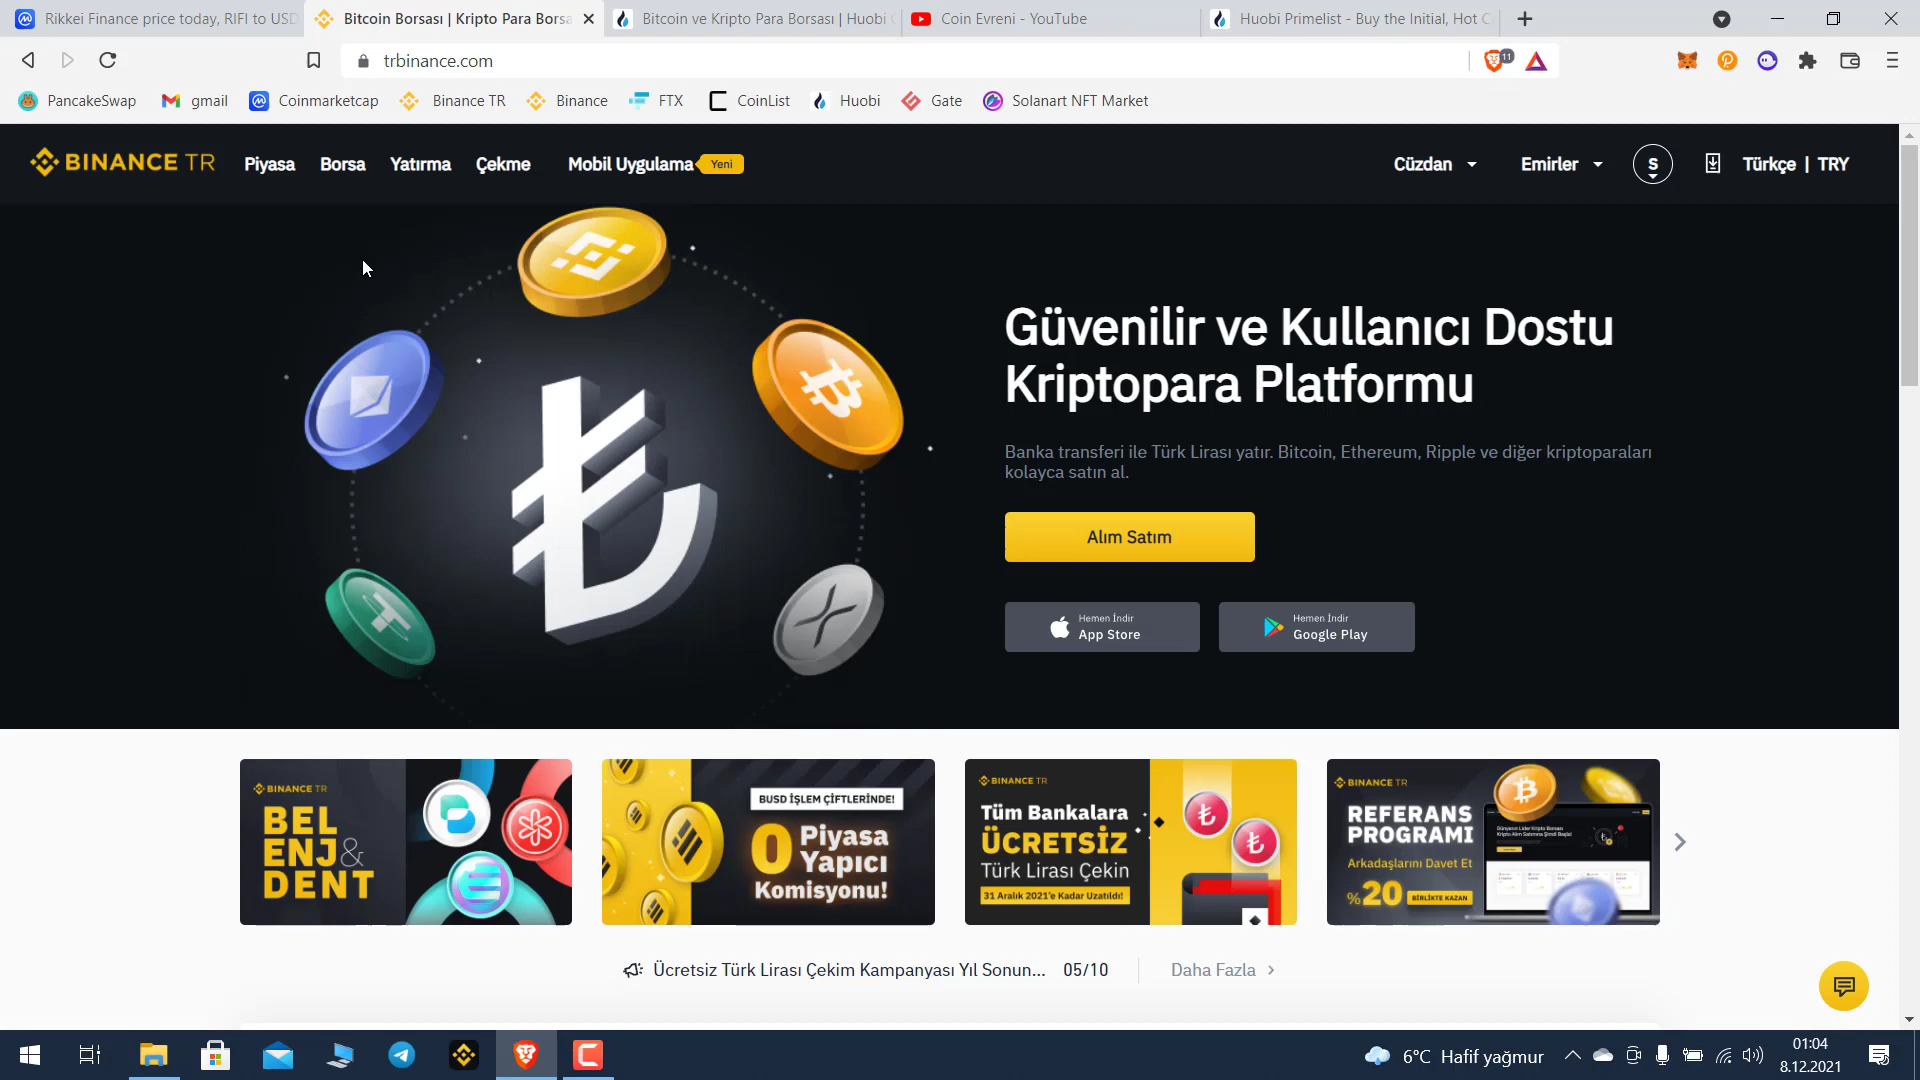 Rikkei Finance price today, RIFI to USD
Bitcoin Borsası | Kripto Para Borsa
Bitcoin ve Kripto Para Borsası | Huobi
Coin Evreni - YouTube
Huobi Primelist - Buy the Initial, Hot C
trbinance.com
11
PancakeSwap
gmail
Coinmarketcap
Binance TR
Binance
FTX
CoinList
Huobi
Gate
Solanart NFT Market
BINANCE TR
Piyasa
Borsa
Yatırma
Çekme
Mobil Uygulama
Yeni
Cüzdan
Emirler
S
Türkçe | TRY
Güvenilir ve Kullanıcı Dostu
Kriptopara Platformu
Banka transferi ile Türk Lirası yatır. Bitcoin, Ethereum, Ripple ve diğer kriptoparaları
kolayca satın al.
Alım Satım
Hemen İndir
App Store
Hemen İndir
Google Play
BINANCE TR
BEL
ENJ&
DENT
BUSD İŞLEM ÇİFTLERİNDE!
0 Piyasa
Yapıcı
Komisyonu!
BINANCE TR
Tüm Bankalara
ÜCRETSİZ
Türk Lirası Çekin
31 Aralık 2021'e Kadar Uzatıldı!
BINANCE TR
REFERANS
PROGRAMI
Arkadaşlarını Davet Et
%20 BİRLİKTE KAZAN
Ücretsiz Türk Lirası Çekim Kampanyası Yıl Sonun...
05/10
Daha Fazla
6°C Hafif yağmur
01:04
8.12.2021